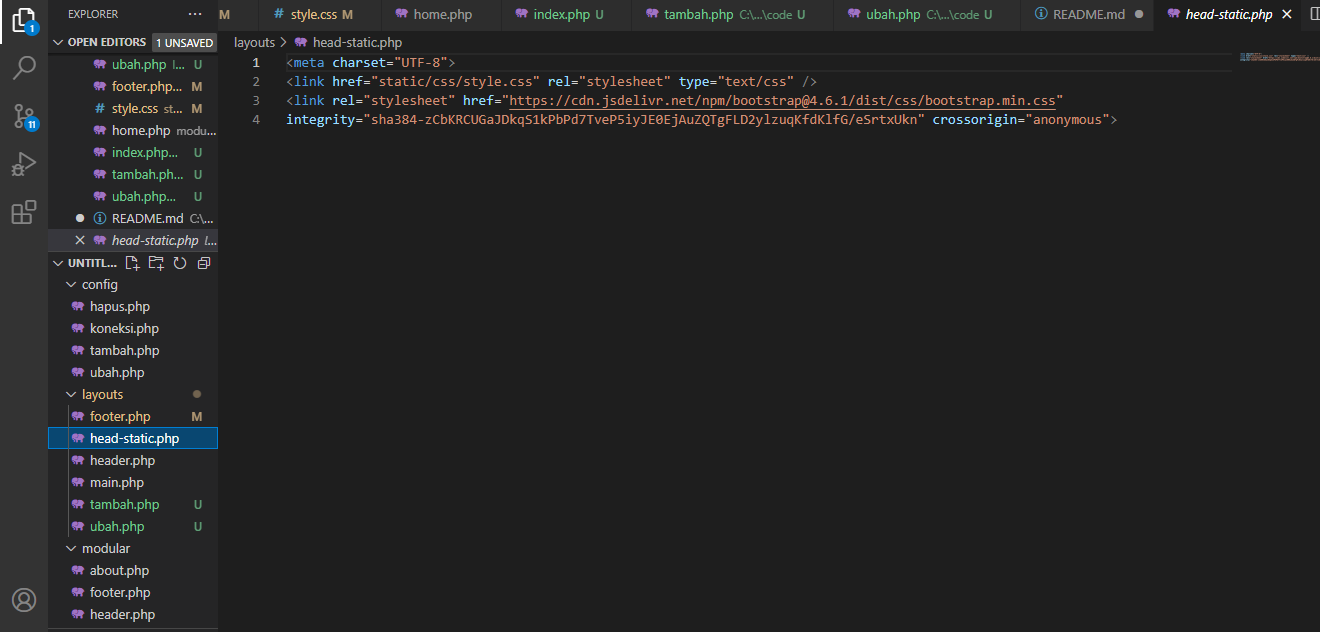 EXPLORER ...
1
OPEN EDITORS 1 UNSAVED
ubah.php l... U
footer.php... M
style.css st... M
home.php modu...
index.php... U
tambah.ph... U
ubah.php... U
README.md C:\...
head-static.php l...
11
UNTITL...
config
hapus.php
koneksi.php
tambah.php
ubah.php
layouts
footer.php M
head-static.php
header.php
main.php
tambah.php U
ubah.php U
modular
about.php
footer.php
header.php
M style.css M home.php index.php U tambah.php C:\...\code U ubah.php C:\...\code U README.md head-static.php
layouts > head-static.php
1 <meta charset="UTF-8">
2 <link href="static/css/style.css" rel="stylesheet" type="text/css" />
3 <link rel="stylesheet" href="https://cdn.jsdelivr.net/npm/bootstrap@4.6.1/dist/css/bootstrap.min.css"
4 integrity="sha384-zCbKRCUGaJDkqS1kPbPd7TveP5iyJE0EjAuZQTgFLD2ylzuqKfdKlfG/eSrtxUkn" crossorigin="anonymous">